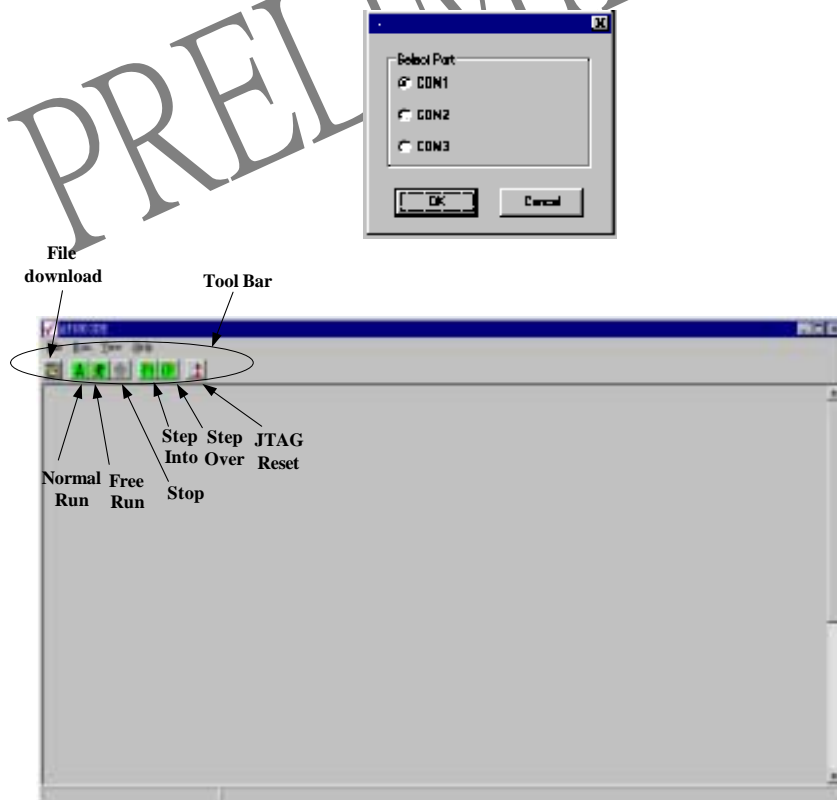 PREL
Select Port
COM1
COM2
COM3
OK
Cancel
File
download
Tool Bar
Step Step JTAG
Into Over Reset
Normal Free
Run Run
Stop